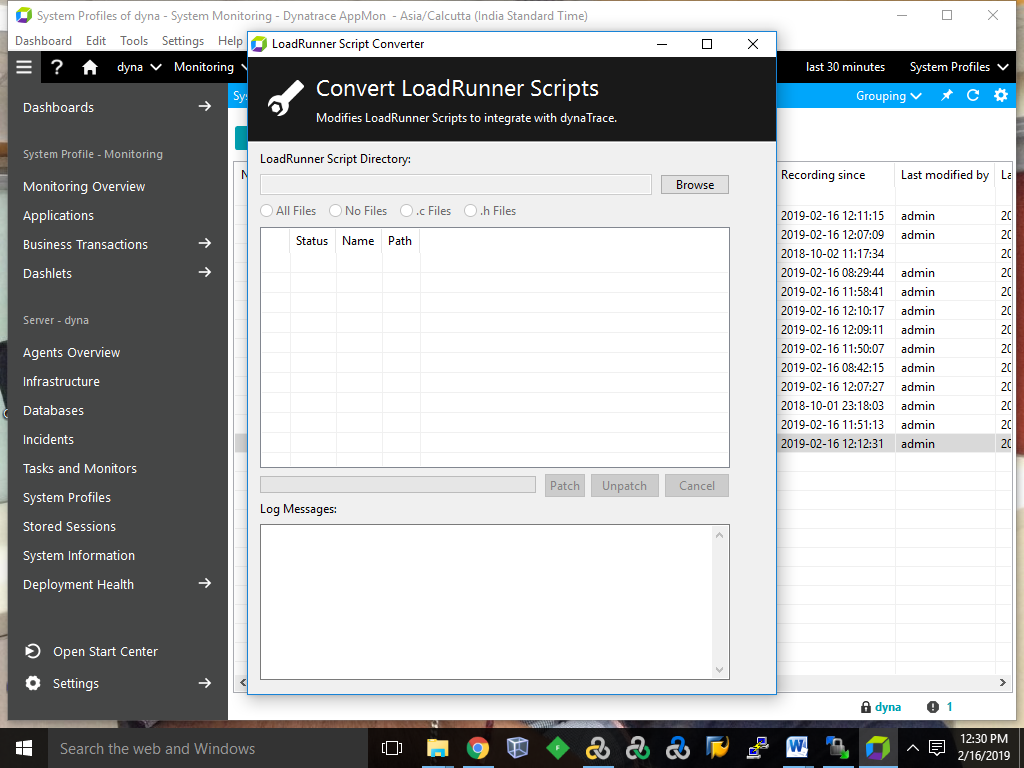 System Profiles of dyna - System Monitoring - Dynatrace AppMon - Asia/Calcutta (India Standard Time)
Dashboard Edit Tools Settings Help
LoadRunner Script Converter
dyna Monitoring last 30 minutes System Profiles
Convert LoadRunner Scripts
Modifies LoadRunner Scripts to integrate with dynaTrace.
Grouping
Dashboards
System Profile - Monitoring
Monitoring Overview
Applications
Business Transactions
Dashlets
Server - dyna
Agents Overview
Infrastructure
Databases
Incidents
Tasks and Monitors
System Profiles
Stored Sessions
System Information
Deployment Health
Open Start Center
Settings
LoadRunner Script Directory:
Browse
All Files No Files .c Files .h Files
Status Name Path
Patch Unpatch Cancel
Log Messages:
Recording since Last modified by
2019-02-16 12:11:15 admin
2019-02-16 12:07:09 admin
2018-10-02 11:17:34
2019-02-16 08:29:44 admin
2019-02-16 11:58:41 admin
2019-02-16 12:10:17 admin
2019-02-16 12:09:11 admin
2019-02-16 11:50:07 admin
2019-02-16 08:42:15 admin
2019-02-16 12:07:27 admin
2018-10-01 23:18:03 admin
2019-02-16 11:51:13 admin
2019-02-16 12:12:31 admin
dyna 1
Search the web and Windows
12:30 PM
2/16/2019